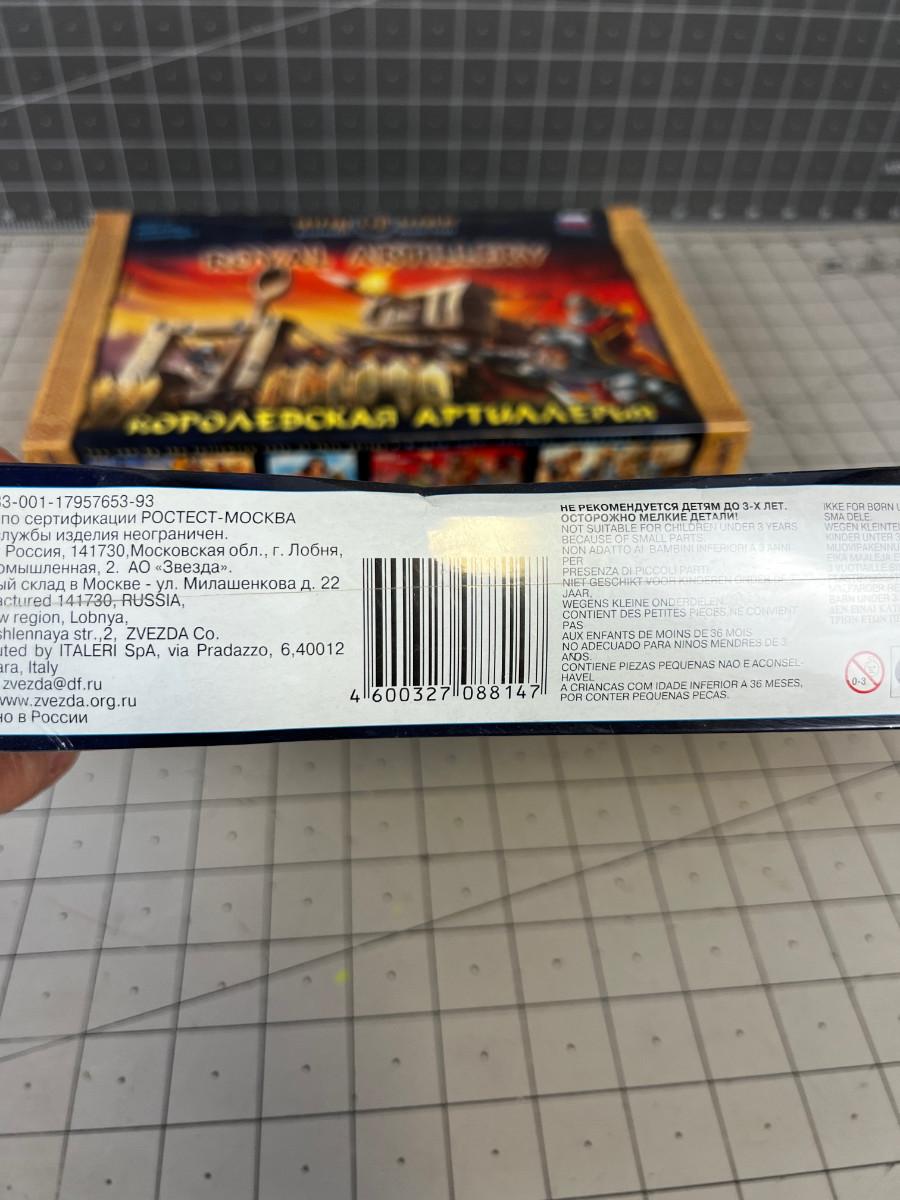 ROYAL ARTILLERY
КОРОЛЕВСКАЯ АРТИЛЛЕРИЯ
33-001-17957653-93
по сертификации РОСТЕСТ-МОСКВА
службы изделия неограничен.
Россия, 141730,Московская обл., г. Лобня,
омышленная, 2. АО «Звезда».
ый склад в Москве - ул. Милашенкова д. 22
actured 141730, RUSSIA,
w region, Lobnya,
shlennaya str.,2, ZVEZDA Co.
uted by ITALERI SpA, via Pradazzo, 6,40012
ara, Italy
zvezda@df.ru
www.zvezda.org.ru
но в России
4 600327 088147
НЕ РЕКОМЕНДУЕТСЯ ДЕТЯМ ДО 3-Х ЛЕТ.
ОСТОРОЖНО МЕЛКИЕ ДЕТАЛИ!
NOT SUITABLE FOR CHILDREN UNDER 3 YEARS
BECAUSE OF SMALL PARTS.
NON ADATTO AI BAMBINI INFERIORI A 3 ANNI
PER
PRESENZA DI PICCOLI PARTI
NIET GESCHIKT VOOR KINDEREN
JAAR,
WEGENS KLEINE ONDERDELEN
CONTIENT DES PETITES PIECES.NE CONVIENT
PAS
AUX ENFANTS DE MOINS DE 36 MOIS
NO ADECUADO PARA NINOS MENDRES DE 3
ANOS.
CONTIENE PIEZAS PEQUENAS NAO E ACONSEL-
HAVEL
A CRIANCAS COM IDADE INFERIOR A 36 MESES,
POR CONTER PEQUENAS PEÇAS.
IKKE FOR BØRN U
SMA DELE.
WEGEN KLEINTEI
KINDER UNTER 3
0-3